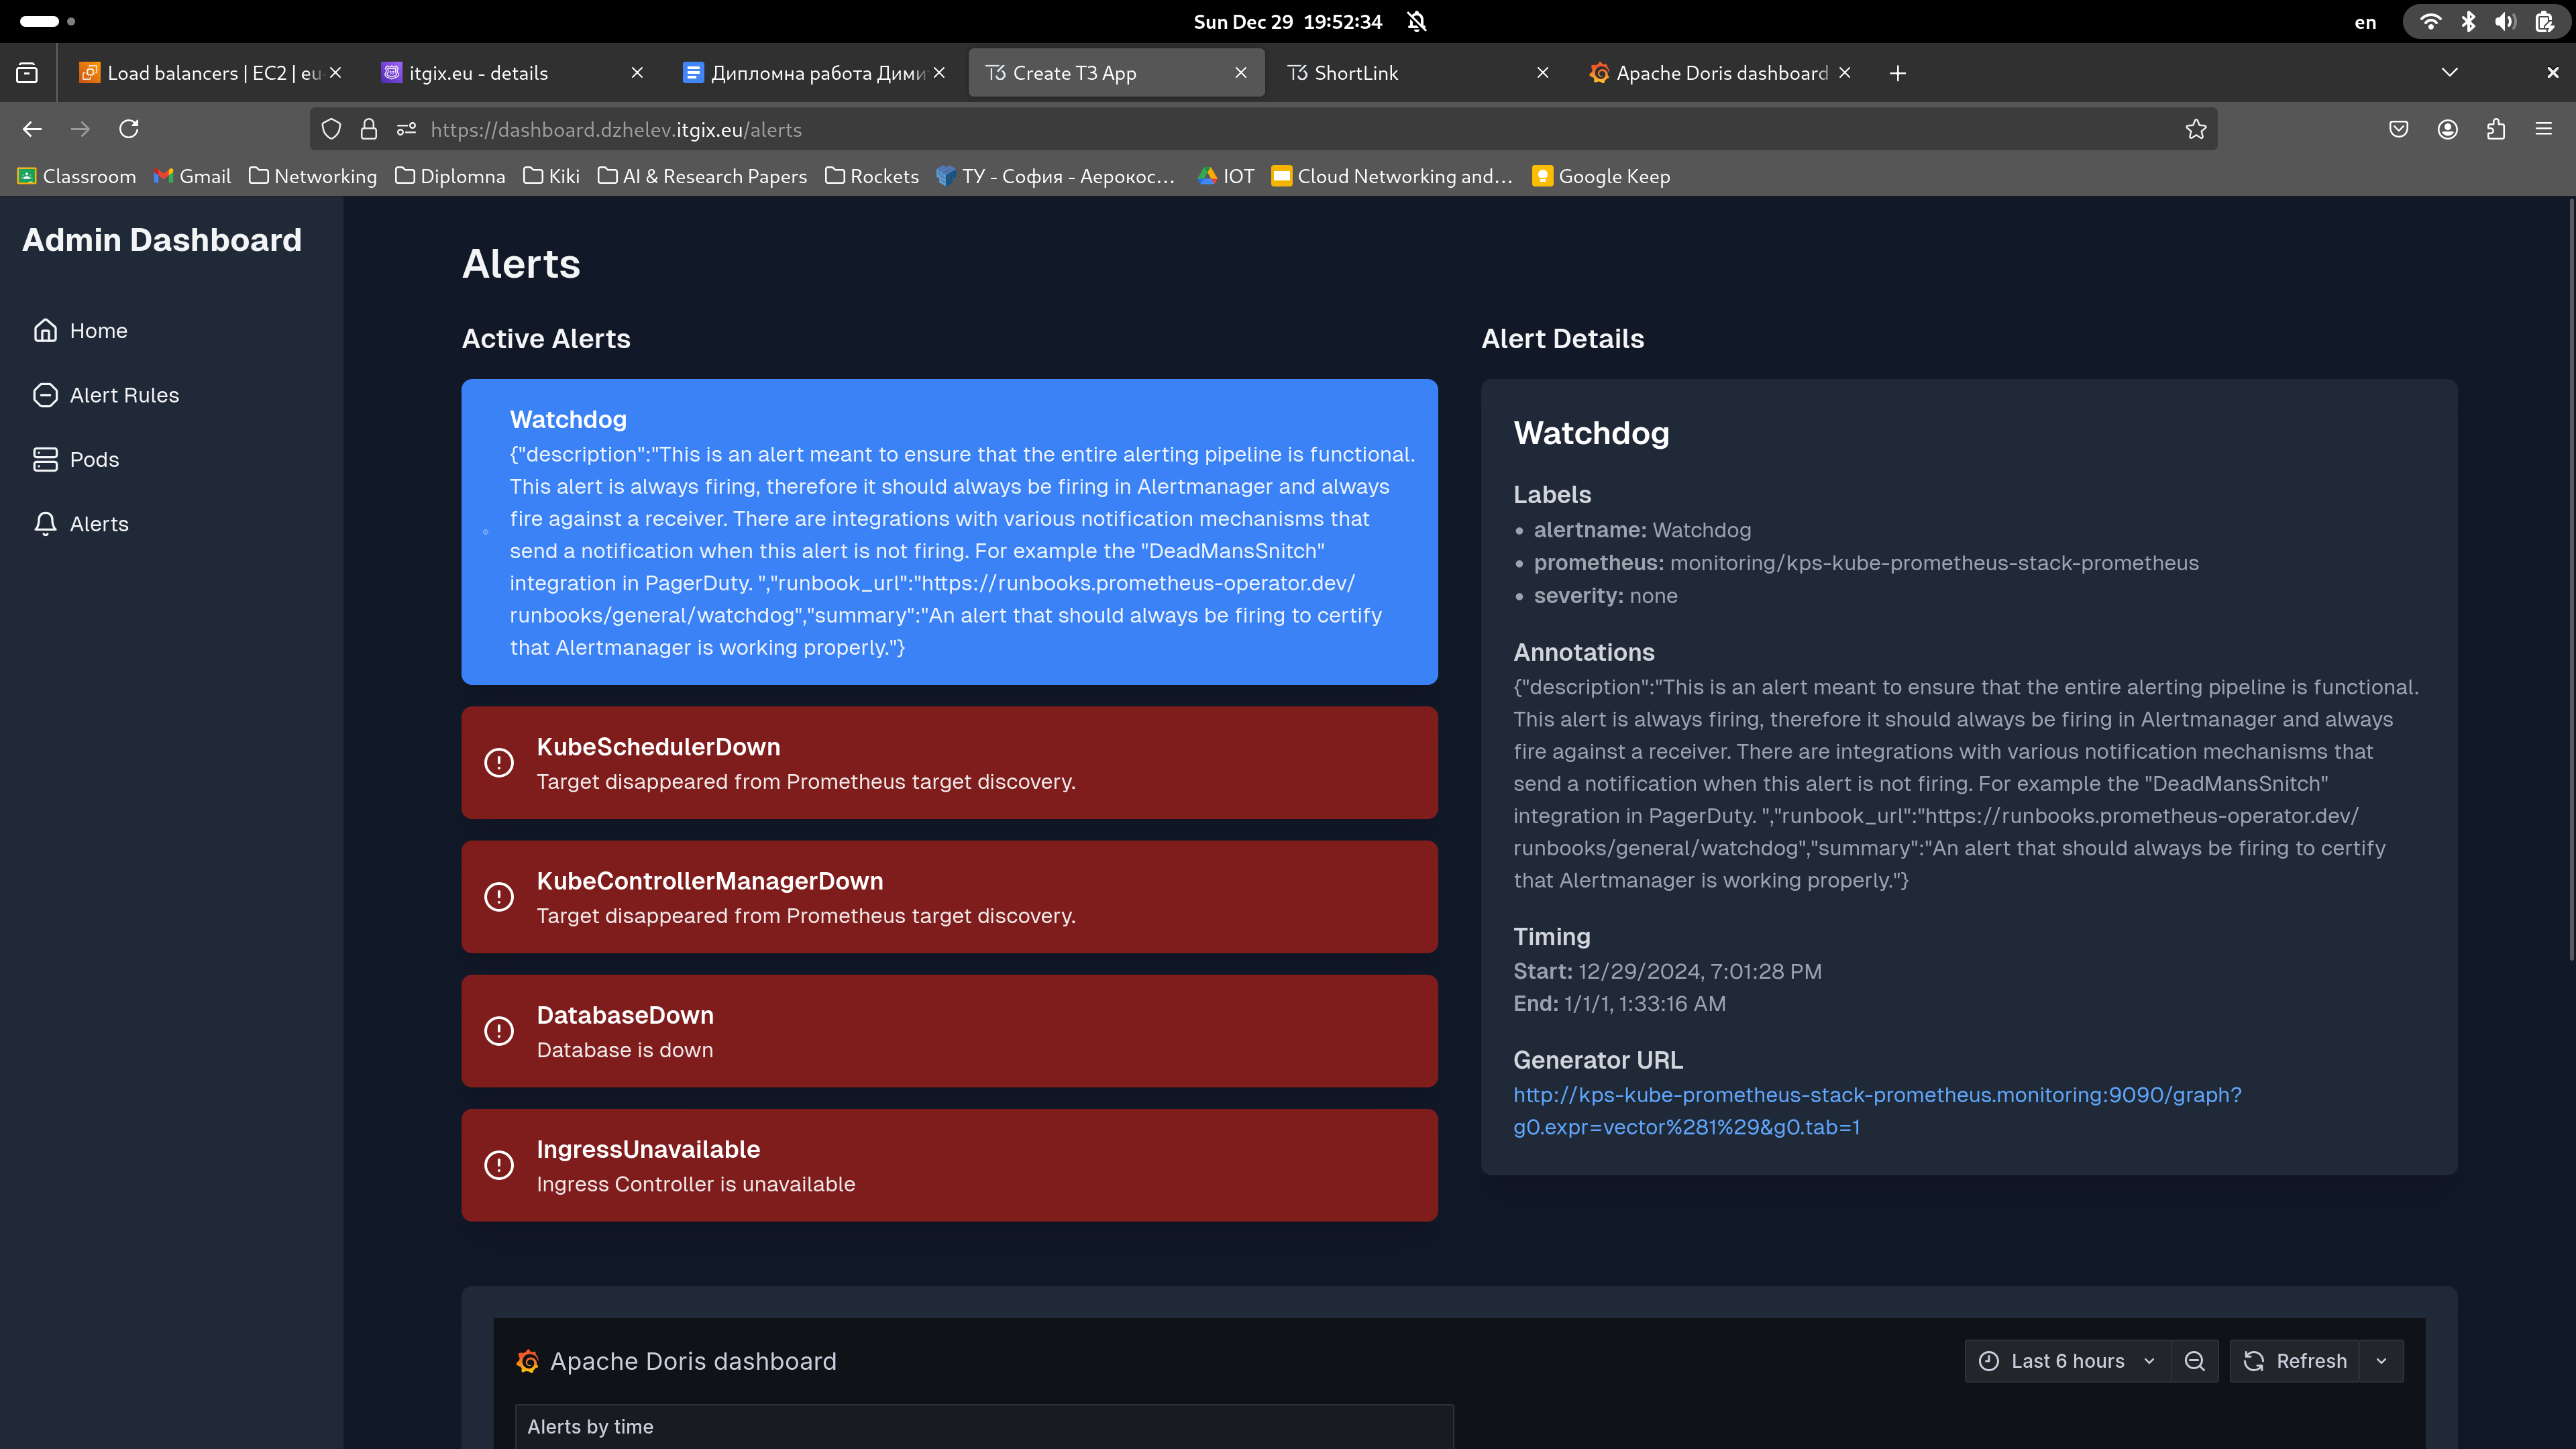 Sun Dec 29 19:52:34
en
Load balancers | EC2 | eu-
itgix.eu - details
Дипломна работа Дими
Create T3 App
ShortLink
Apache Doris dashboard
https://dashboard.dzhelev.itgix.eu/alerts
Classroom
Gmail
Networking
Diplomna
Kiki
AI & Research Papers
Rockets
ТУ - София - Аерокос...
IOT
Cloud Networking and...
Google Keep
Admin Dashboard
Home
Alert Rules
Pods
Alerts
Alerts
Active Alerts
Watchdog
{"description":"This is an alert meant to ensure that the entire alerting pipeline is functional.
This alert is always firing, therefore it should always be firing in Alertmanager and always
fire against a receiver. There are integrations with various notification mechanisms that
send a notification when this alert is not firing. For example the "DeadMansSnitch"
integration in PagerDuty. ","runbook_url":"https://runbooks.prometheus-operator.dev/
runbooks/general/watchdog","summary":"An alert that should always be firing to certify
that Alertmanager is working properly."}
KubeSchedulerDown
Target disappeared from Prometheus target discovery.
KubeControllerManagerDown
Target disappeared from Prometheus target discovery.
DatabaseDown
Database is down
IngressUnavailable
Ingress Controller is unavailable
Alert Details
Watchdog
Labels
• alertname: Watchdog
• prometheus: monitoring/kps-kube-prometheus-stack-prometheus
• severity: none
Annotations
{"description":"This is an alert meant to ensure that the entire alerting pipeline is functional.
This alert is always firing, therefore it should always be firing in Alertmanager and always
fire against a receiver. There are integrations with various notification mechanisms that
send a notification when this alert is not firing. For example the "DeadMansSnitch"
integration in PagerDuty. ","runbook_url":"https://runbooks.prometheus-operator.dev/
runbooks/general/watchdog","summary":"An alert that should always be firing to certify
that Alertmanager is working properly."}
Timing
Start: 12/29/2024, 7:01:28 PM
End: 1/1/1, 1:33:16 AM
Generator URL
http://kps-kube-prometheus-stack-prometheus.monitoring:9090/graph?
g0.expr=vector%281%29&g0.tab=1
Apache Doris dashboard
Last 6 hours
Refresh
Alerts by time